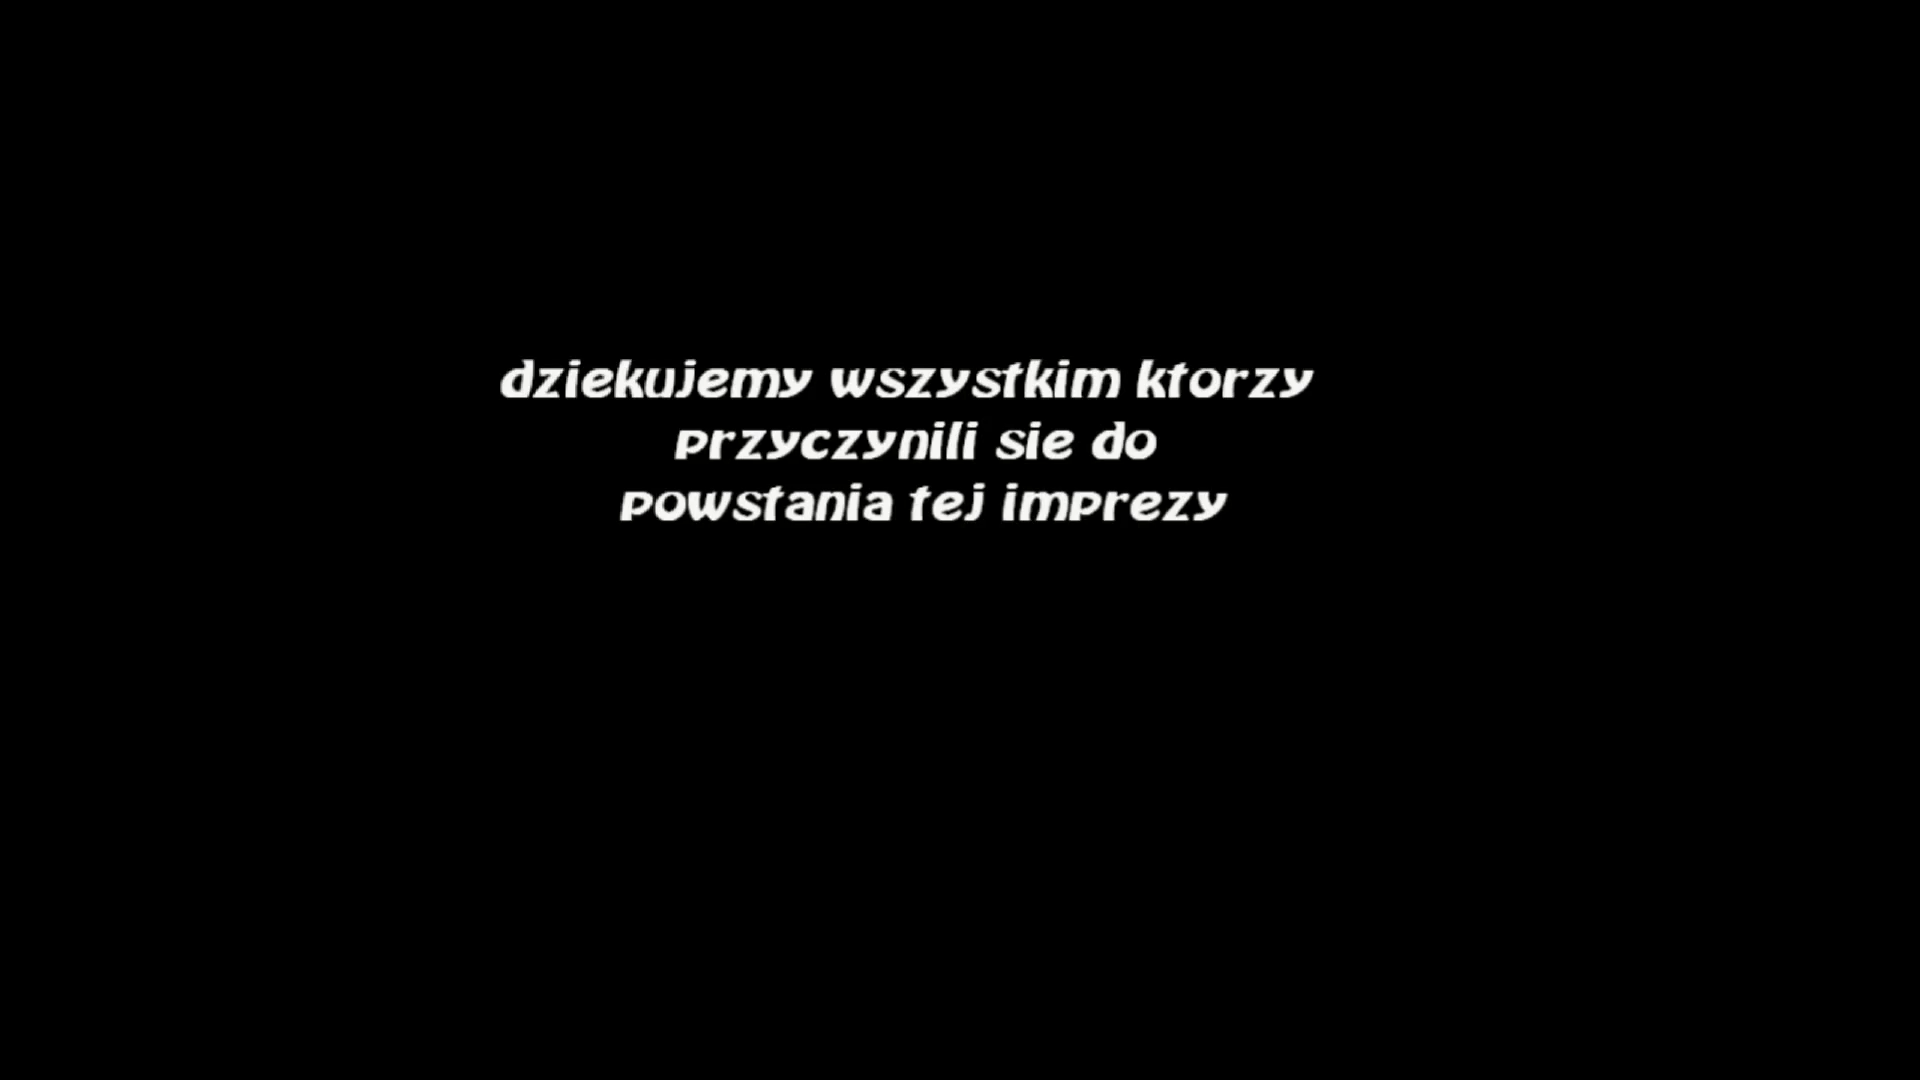 dziekujemy wszystkim ktorzy
przyczynili sie do
powstania tej imprezy